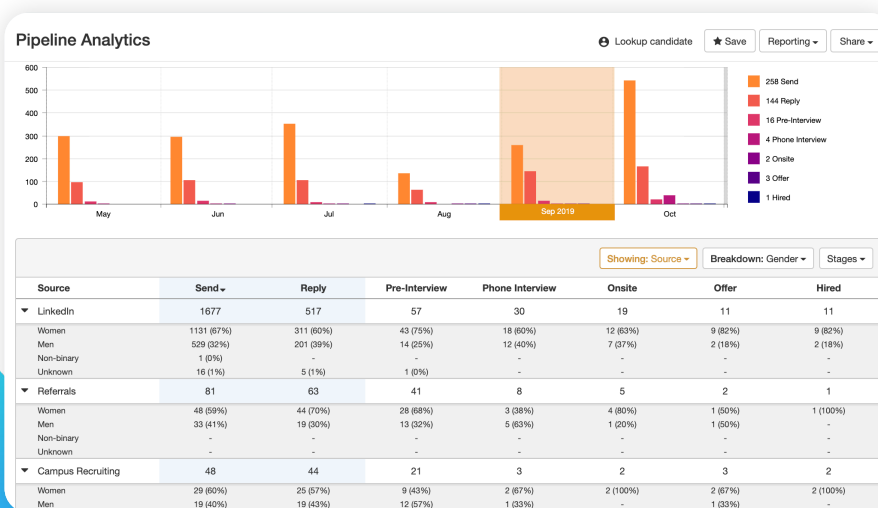 Pipeline Analytics
Lookup candidate
Save
Reporting
Share
600
500
400
300
200
100
0
May
Jun
Jul
Aug
Sep 2019
Oct
258 Send
144 Reply
16 Pre-Interview
4 Phone Interview
2 Onsite
3 Offer
1 Hired
Showing: Source
Breakdown: Gender
Stages
Source Send Reply Pre-Interview Phone Interview Onsite Offer Hired
LinkedIn 1677 517 57 30 19 11 11
Women 1131 (67%) 311 (60%) 43 (75%) 18 (60%) 12 (63%) 9 (82%) 9 (82%)
Men 529 (32%) 201 (39%) 14 (25%) 12 (40%) 7 (37%) 2 (18%) 2 (18%)
Non-binary 1 (0%) - - - - - -
Unknown 16 (1%) 5 (1%) 1 (0%) - - - -
Referrals 81 63 41 8 5 2 1
Women 48 (59%) 44 (70%) 28 (68%) 3 (38%) 4 (80%) 1 (50%) 1 (100%)
Men 33 (41%) 19 (30%) 13 (32%) 5 (63%) 1 (20%) 1 (50%) -
Non-binary - - - - - - -
Unknown - - - - - - -
Campus Recruiting 48 44 21 3 2 3 2
Women 29 (60%) 25 (57%) 9 (43%) 2 (67%) 2 (100%) 2 (67%) 2 (100%)
Men 19 (40%) 19 (43%) 12 (57%) 1 (33%) - 1 (33%) -